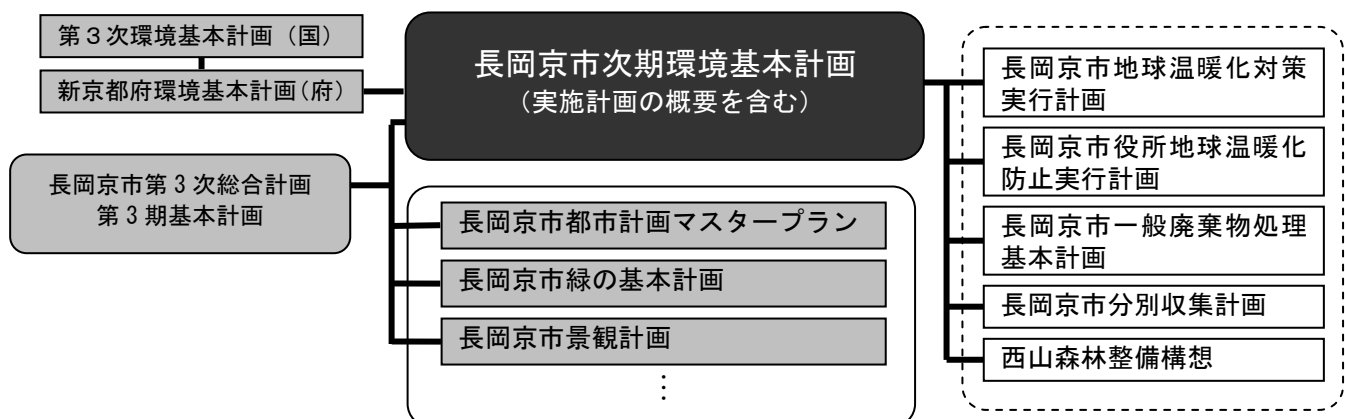 第３次環境基本計画（国）
新京都府環境基本計画（府）
長岡京市第３次総合計画
第３期基本計画
長岡京市次期環境基本計画
（実施計画の概要を含む）
長岡京市都市計画マスタープラン
長岡京市緑の基本計画
長岡京市景観計画
⋮
長岡京市地球温暖化対策
実行計画
長岡京市役所地球温暖化
防止実行計画
長岡京市一般廃棄物処理
基本計画
長岡京市分別収集計画
西山森林整備構想